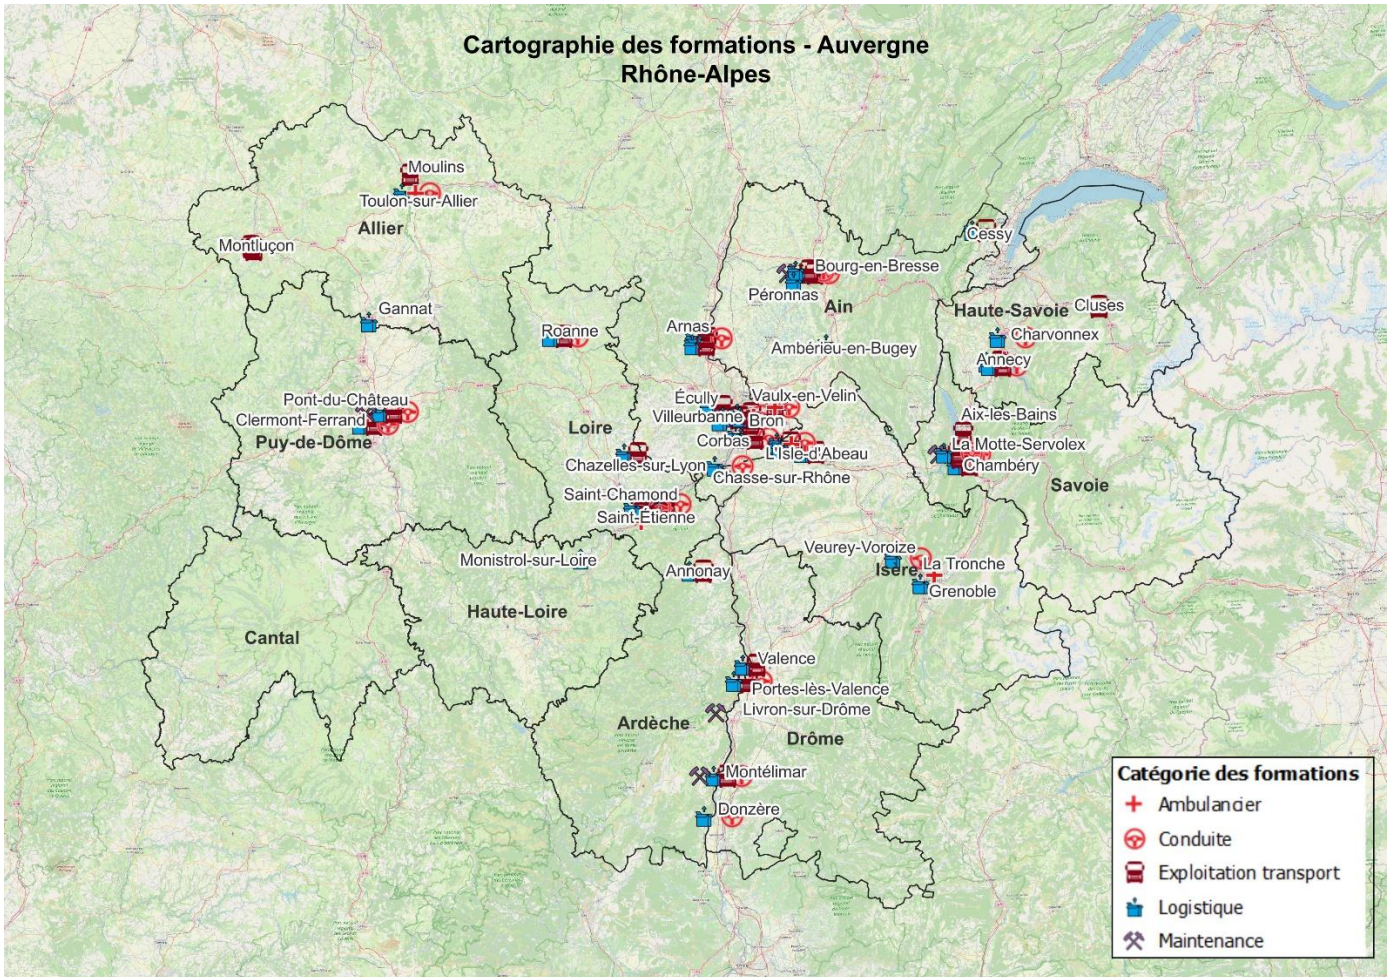 Cartographie des formations - Auvergne
Rhône-Alpes
Moulins
Toulon-sur-Allier
Allier
Montluçon
Cessy
Bourg-en-Bresse
Péronnas
Ain
Haute-Savoie
Cluses
Gannat
Roanne
Arnas
Charvonnex
Ambérieu-en-Bugey
Annecy
Pont-du-Château
Clermont-Ferrand
Puy-de-Dôme
Écully
Vaulx-en-Velin
Villeurbanne
Bron
Loire
Corbas
L'Isle-d'Abeau
Aix-les-Bains
La Motte-Servolex
Chambéry
Chazelles-sur-Lyon
Chasse-sur-Rhône
Savoie
Saint-Chamond
Saint-Étienne
Monistrol-sur-Loire
Annonay
Veurey-Voroize
La Tronche
Isère
Grenoble
Haute-Loire
Cantal
Valence
Portes-lès-Valence
Livron-sur-Drôme
Ardèche
Drôme
Montélimar
Donzère
Catégorie des formations
Ambulancier
Conduite
Exploitation transport
Logistique
Maintenance